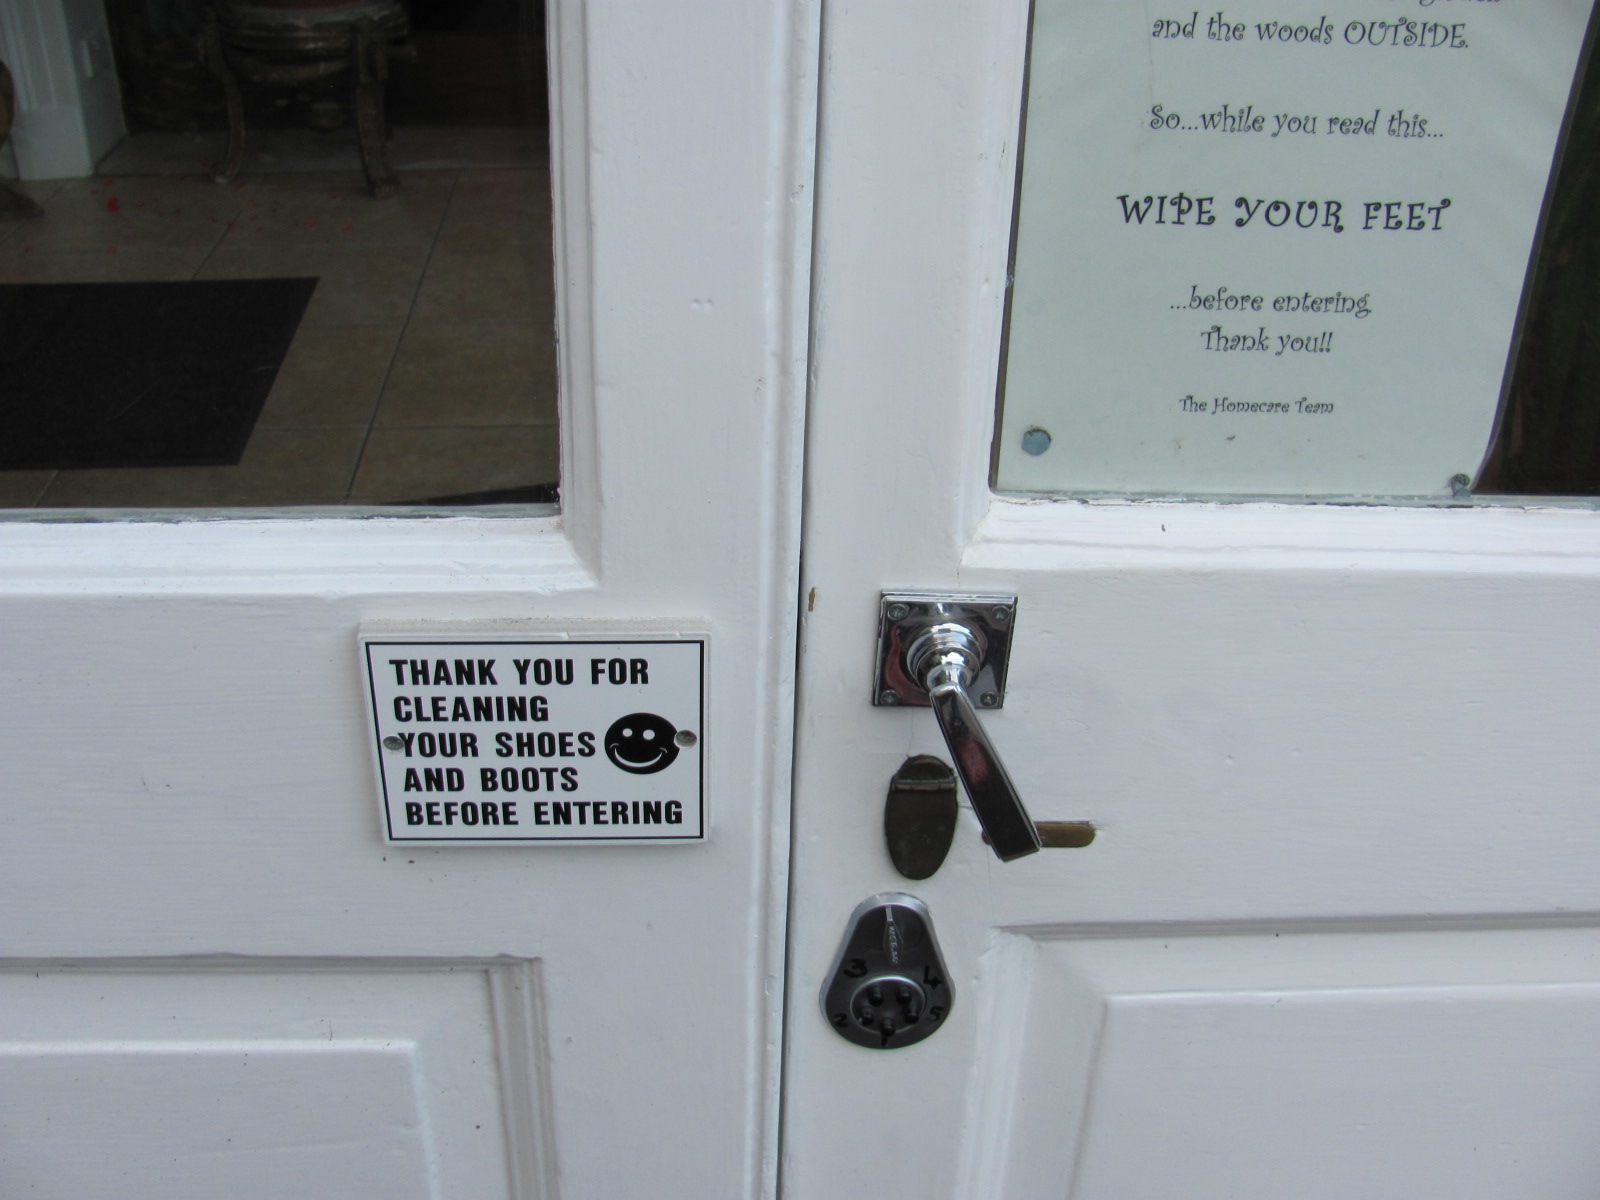 THANK YOU FOR
CLEANING
YOUR SHOES
AND BOOTS
BEFORE ENTERING
and the woods OUTSIDE.
So...while you read this...
WIPE YOUR FEET
...before entering.
Thank you!!
The Homecare Team
3 4
2 5
1